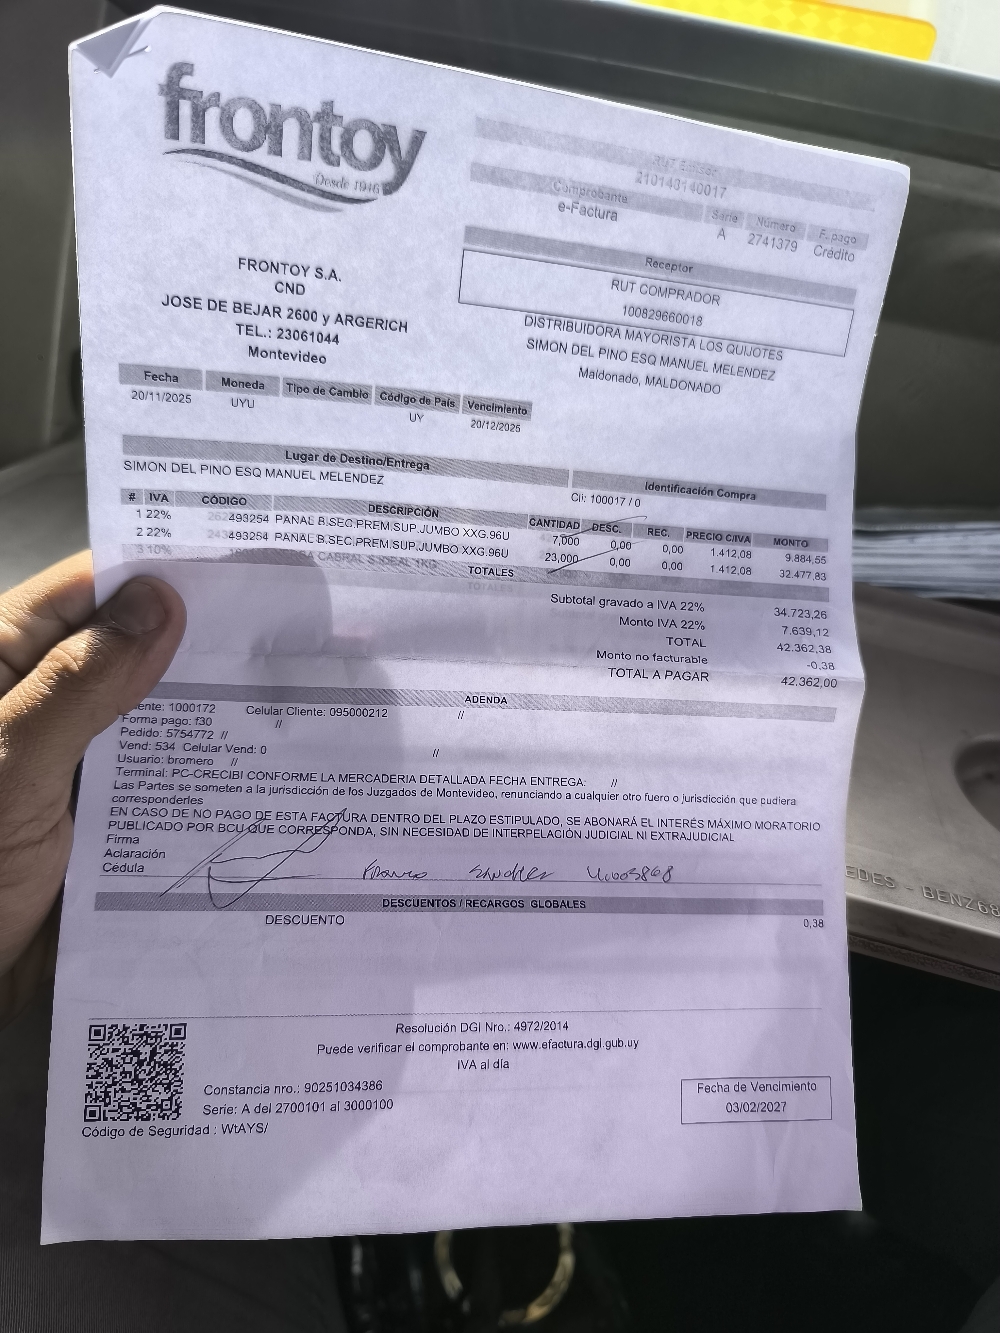 frontoy
Desde 1946
RUT Emisor
210143140017
Comprobante Serie Número F. pago
e-Factura A 2741379 Crédito
Receptor
RUT COMPRADOR
100829660018
DISTRIBUIDORA MAYORISTA LOS QUIJOTES
SIMON DEL PINO ESQ MANUEL MELENDEZ
Maldonado, MALDONADO
FRONTOY S.A.
CND
JOSE DE BEJAR 2600 y ARGERICH
TEL.: 23061044
Montevideo
Fecha Moneda Tipo de Cambio Código de País Vencimiento
20/11/2025 UYU UY 20/12/2025
Lugar de Destino/Entrega Identificación Compra
SIMON DEL PINO ESQ MANUEL MELENDEZ Cli: 100017 / 0
# IVA CÓDIGO DESCRIPCIÓN CANTIDAD DESC. REC. PRECIO C/IVA MONTO
1 22% 493254 PAÑAL B.SEC.PREM.SUP.JUMBO XXG.96U 7,000 0,00 0,00 1.412,08 9.884,55
2 22% 493254 PAÑAL B.SEC.PREM.SUP.JUMBO XXG.96U 23,000 0,00 0,00 1.412,08 32.477,83
3 10% CABRAL S IDEAL 1KG
TOTALES
Subtotal gravado a IVA 22% 34.723,26
Monto IVA 22% 7.639,12
TOTAL 42.362,38
Monto no facturable -0,38
TOTAL A PAGAR 42.362,00
ADENDA
ente: 1000172 Celular Cliente: 095000212 //
Forma pago: f30 //
Pedido: 5754772 //
Vend: 534 Celular Vend: 0 //
Usuario: bromero //
Terminal: PC-CRECIBI CONFORME LA MERCADERIA DETALLADA FECHA ENTREGA: //
Las Partes se someten a la jurisdicción de los Juzgados de Montevideo, renunciando a cualquier otro fuero o jurisdicción que pudiera
corresponderles
EN CASO DE NO PAGO DE ESTA FACTURA DENTRO DEL PLAZO ESTIPULADO, SE ABONARÁ EL INTERÉS MÁXIMO MORATORIO
PUBLICADO POR BCU QUE CORRESPONDA, SIN NECESIDAD DE INTERPELACIÓN JUDICIAL NI EXTRAJUDICIAL
Firma
Aclaración
Cédula
DESCUENTOS / RECARGOS GLOBALES
DESCUENTO 0,38
Resolución DGI Nro.: 4972/2014
Puede verificar el comprobante en: www.efactura.dgi.gub.uy
IVA al día
Constancia nro.: 90251034386
Serie: A del 2700101 al 3000100
Código de Seguridad : WtAYS/
Fecha de Vencimiento
03/02/2027
EDES - BENZ 68